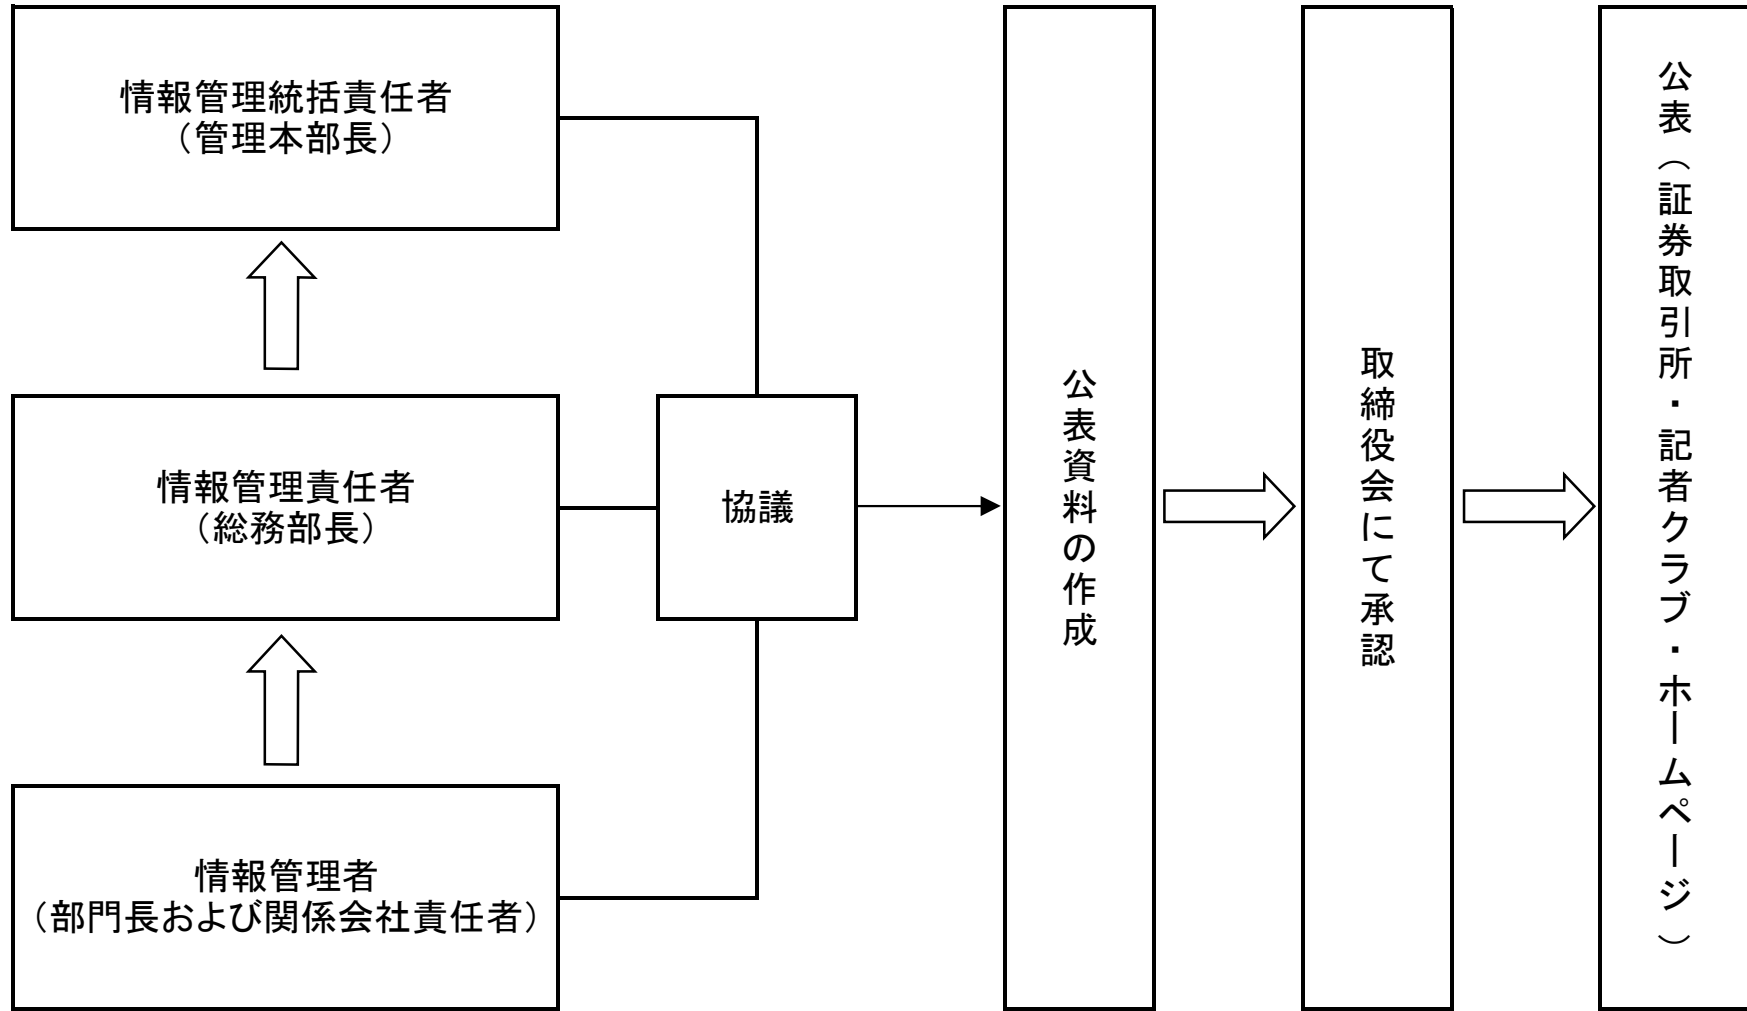 情報管理統括責任者
（管理本部長）
情報管理責任者
（総務部長）
情報管理者
（部門長および関係会社責任者）
協議
公表資料の作成
取締役会にて承認
公表（証券取引所・記者クラブ・ホームページ）